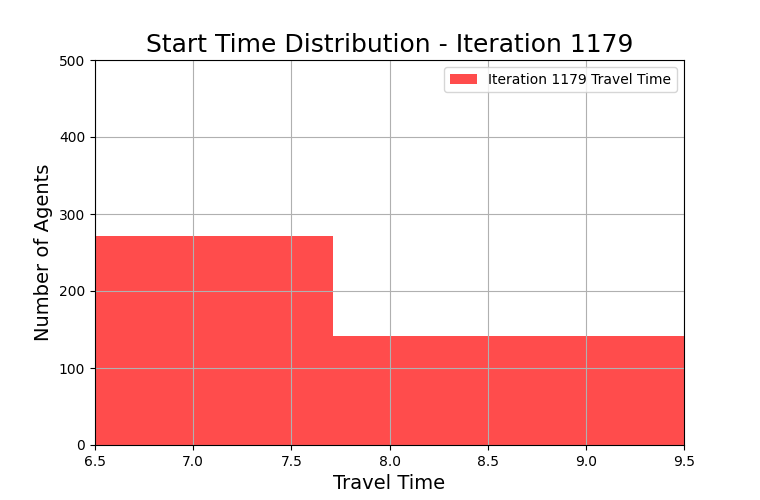 Start Time Distribution - Iteration 1179
Iteration 1179 Travel Time
Number of Agents
500
400
300
200
100
0
6.5 7.0 7.5 8.0 8.5 9.0 9.5
Travel Time